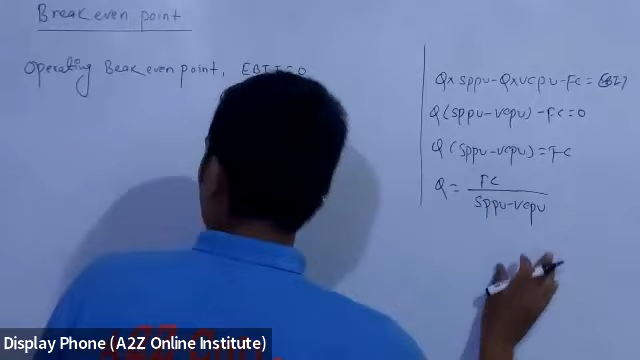 Break even point
Operating Break even point, EBIT = 0
Q x sppu - Q x vcpu - FC = EBIT
Q (sppu - vcpu) - FC = 0
Q (sppu - vcpu) = FC
Q = FC
sppu - vcpu
Display Phone (A2Z Online Institute)